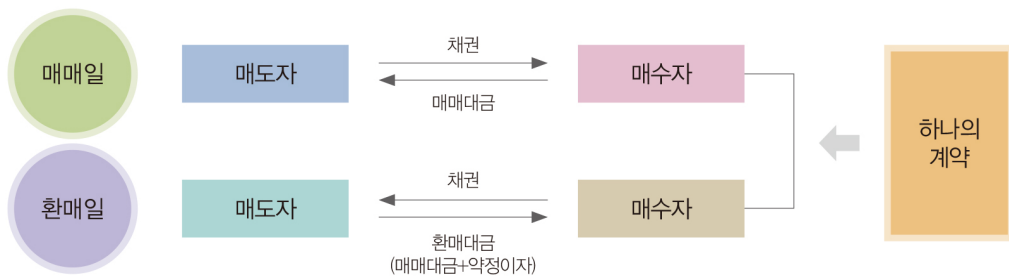 매매일
매도자
채권
매매대금
매수자
하나의
계약
환매일
매도자
채권
환매대금
(매매대금+약정이자)
매수자